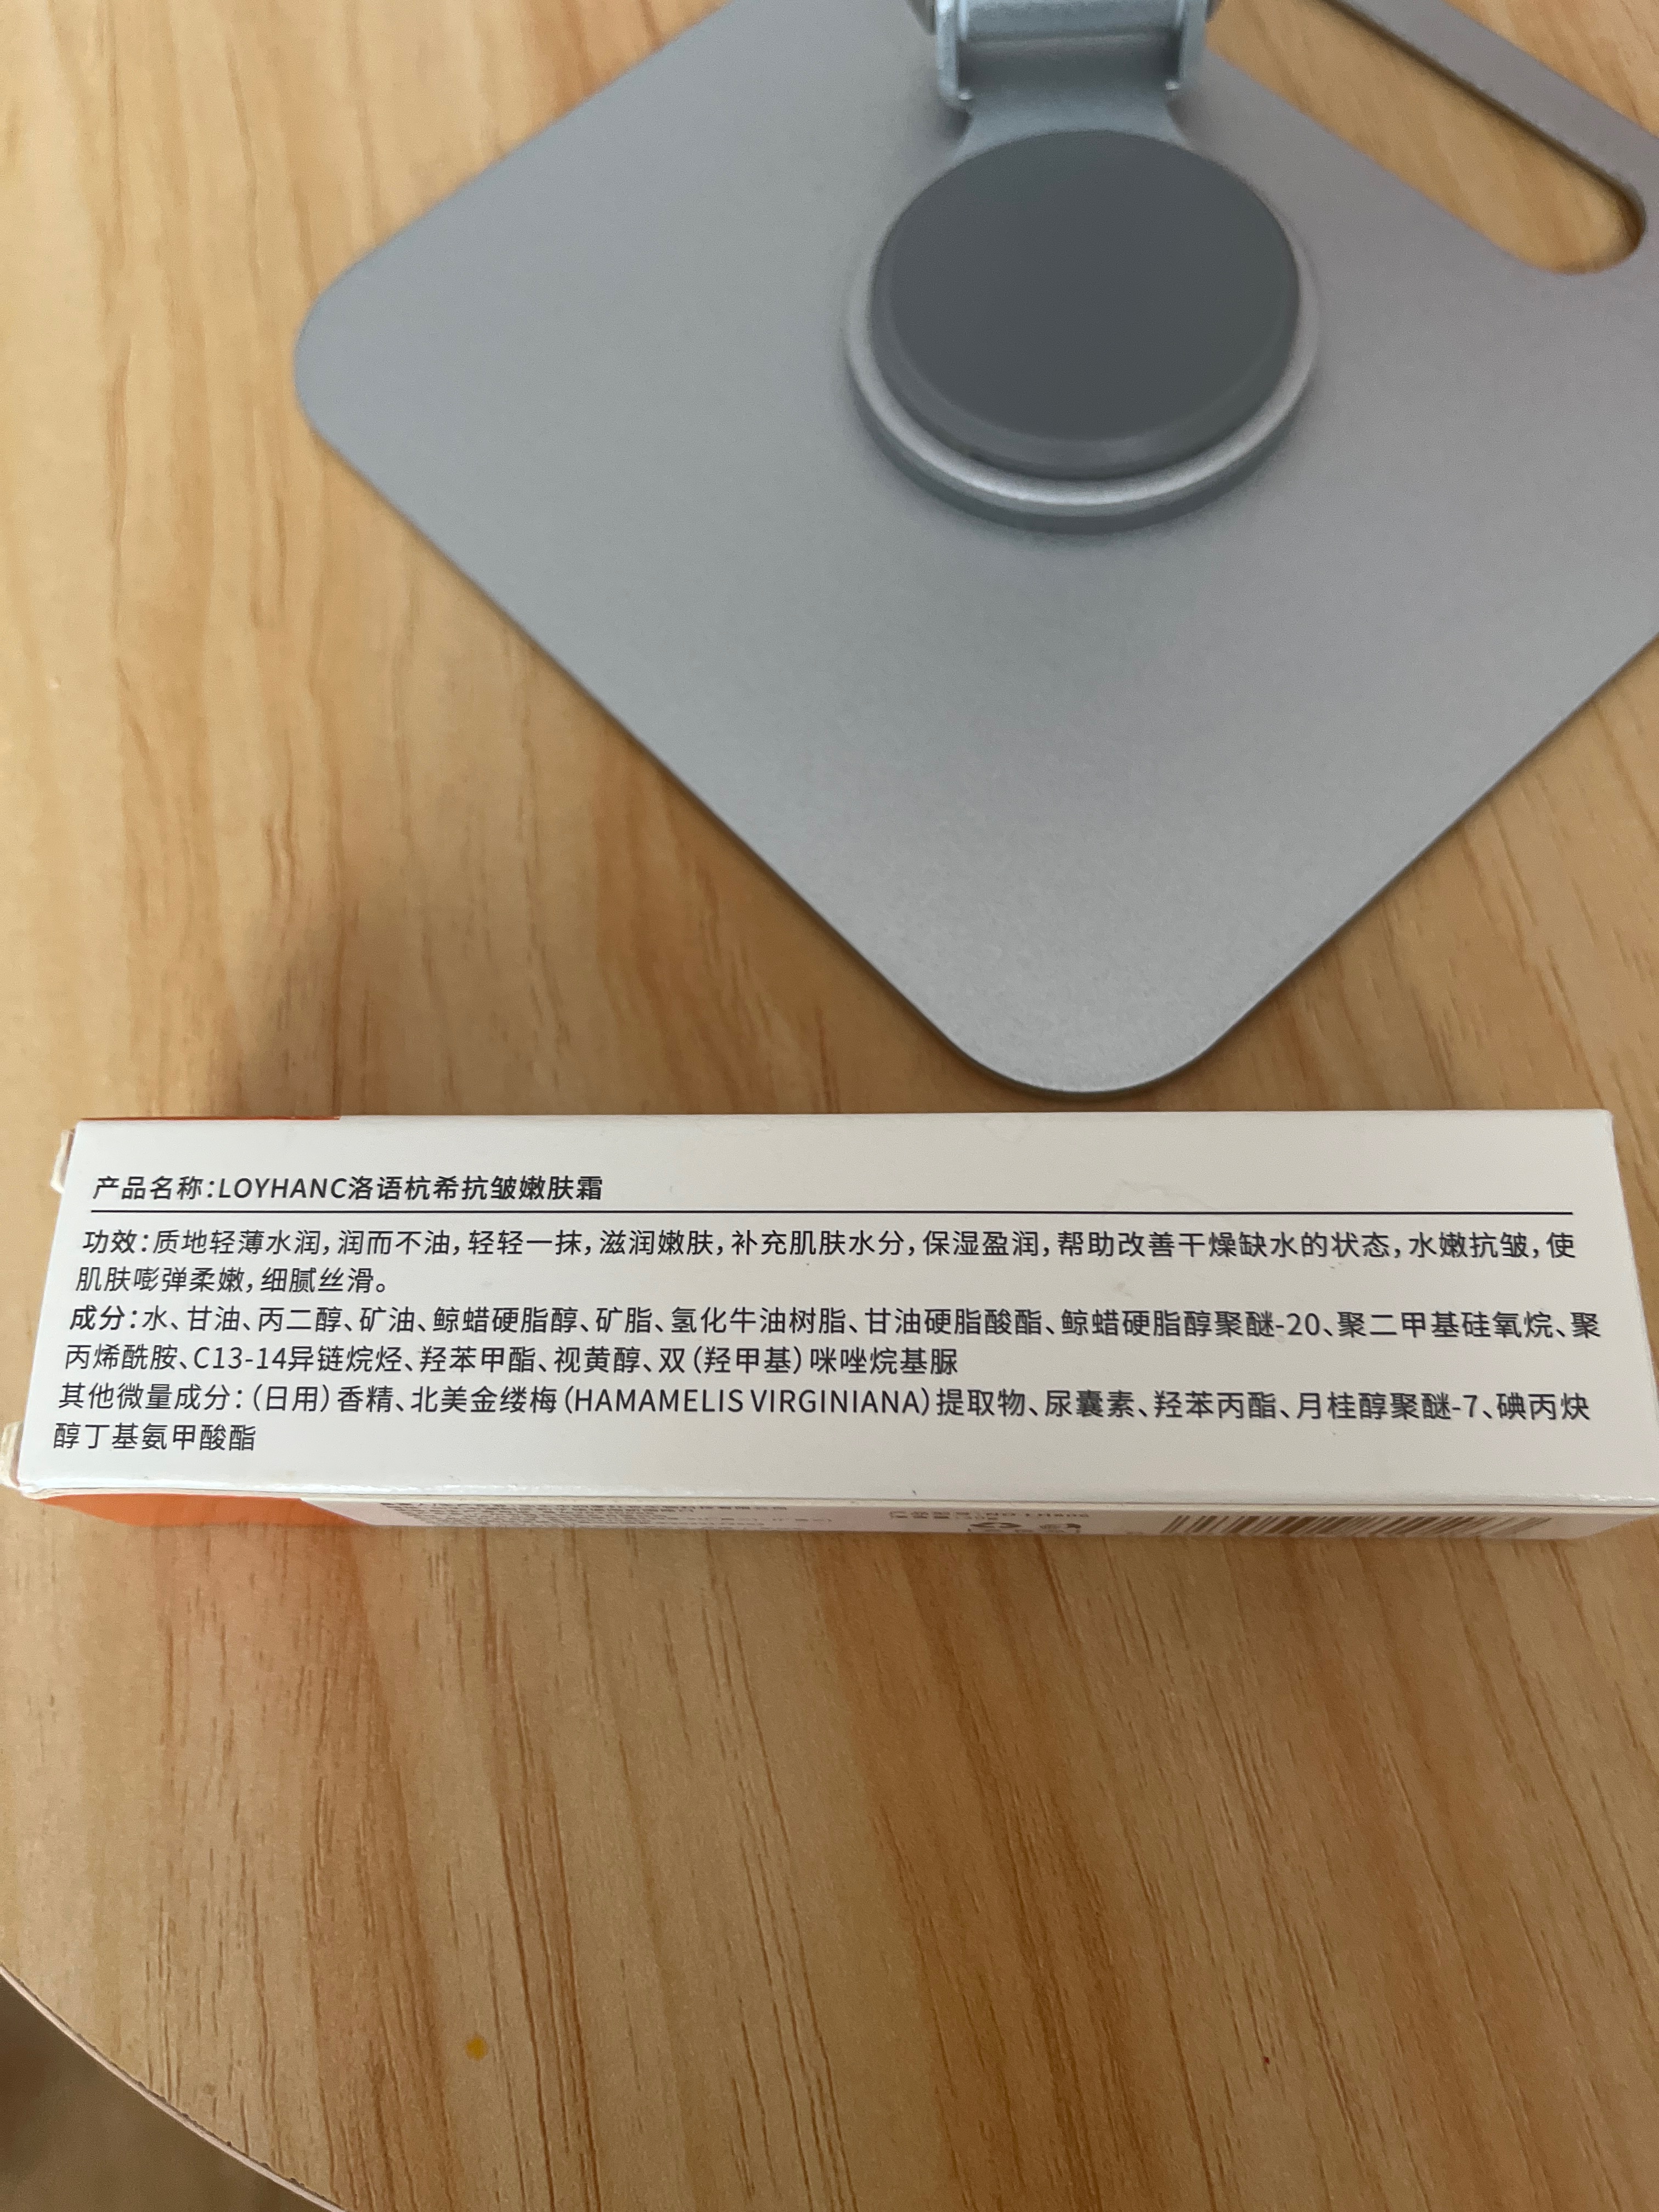 产品名称：LOYHANC洛语杭希抗皱嫩肤霜
功效：质地轻薄水润，润而不油，轻轻一抹，滋润嫩肤，补充肌肤水分，保湿盈润，帮助改善干燥缺水的状态，水嫩抗皱，使
肌肤嘭弹柔嫩，细腻丝滑。
成分：水、甘油、丙二醇、矿油、鲸蜡硬脂醇、矿脂、氢化牛油树脂、甘油硬脂酸酯、鲸蜡硬脂醇聚醚-20、聚二甲基硅氧烷、聚
丙烯酰胺、C13-14异链烷烃、羟苯甲酯、视黄醇、双（羟甲基）咪唑烷基脲
其他微量成分：（日用）香精、北美金缕梅（HAMAMELIS VIRGINIANA）提取物、尿囊素、羟苯丙酯、月桂醇聚醚-7、碘丙炔
醇丁基氨甲酸酯